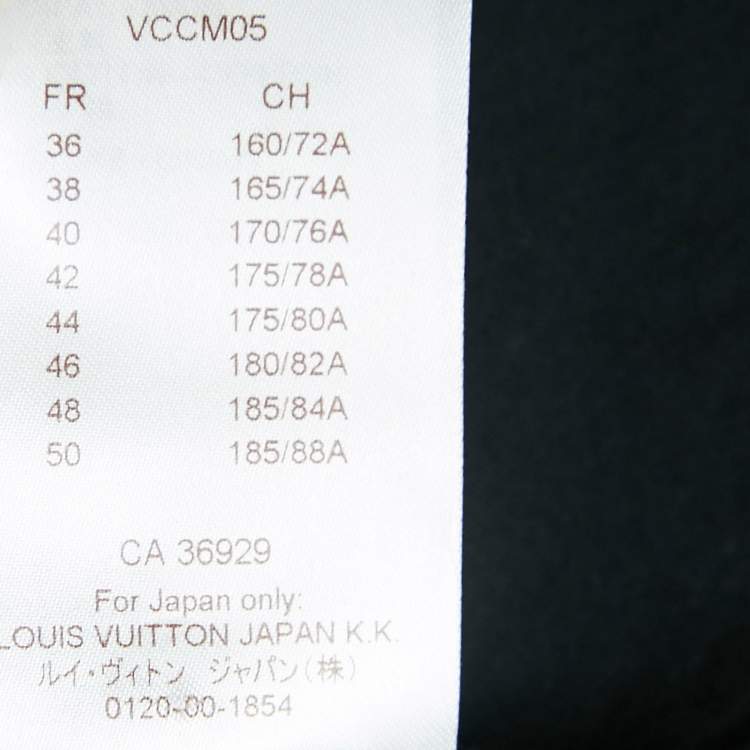 VCCM05
FR CH
36 160/72A
38 165/74A
40 170/76A
42 175/78A
44 175/80A
46 180/82A
48 185/84A
50 185/88A
CA 36929
For Japan only:
LOUIS VUITTON JAPAN K.K.
ルイ・ヴィトン ジャパン(株)
0120-00-1854